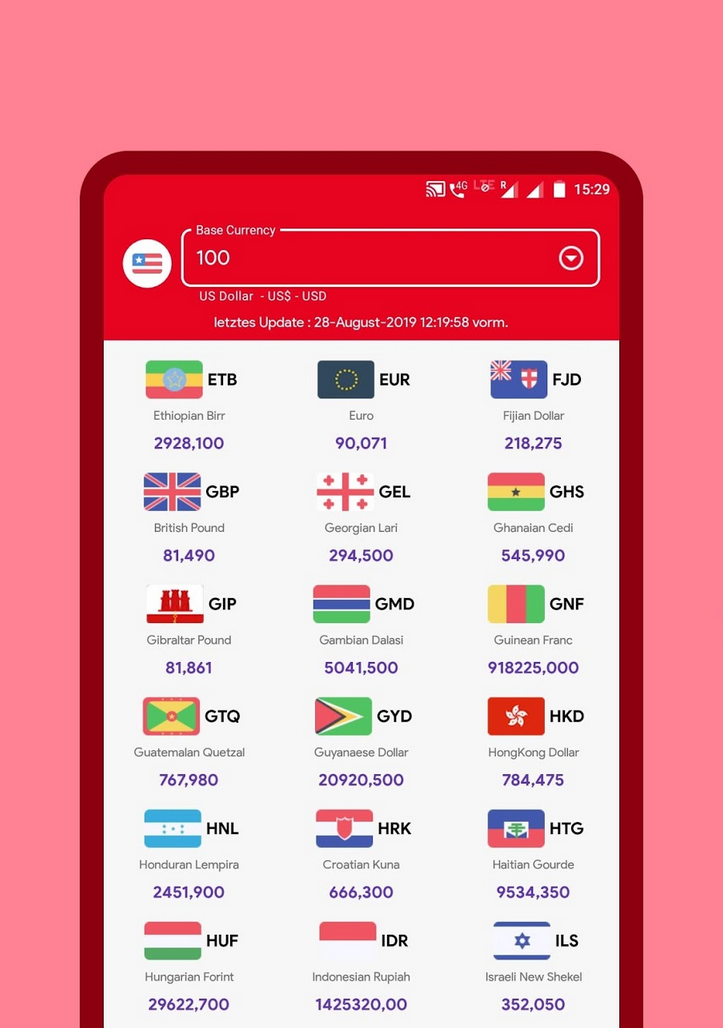 4G LTE R 15:29
Base Currency
100
US Dollar - US$ - USD
letztes Update : 28-August-2019 12:19:58 vorm.
ETB EUR FJD
Ethiopian Birr Euro Fijian Dollar
2928,100 90,071 218,275
GBP GEL GHS
British Pound Georgian Lari Ghanaian Cedi
81,490 294,500 545,990
GIP GMD GNF
Gibraltar Pound Gambian Dalasi Guinean Franc
81,861 5041,500 918225,000
GTQ GYD HKD
Guatemalan Quetzal Guyanaese Dollar HongKong Dollar
767,980 20920,500 784,475
HNL HRK HTG
Honduran Lempira Croatian Kuna Haitian Gourde
2451,900 666,300 9534,350
HUF IDR ILS
Hungarian Forint Indonesian Rupiah Israeli New Shekel
29622,700 1425320,00 352,050